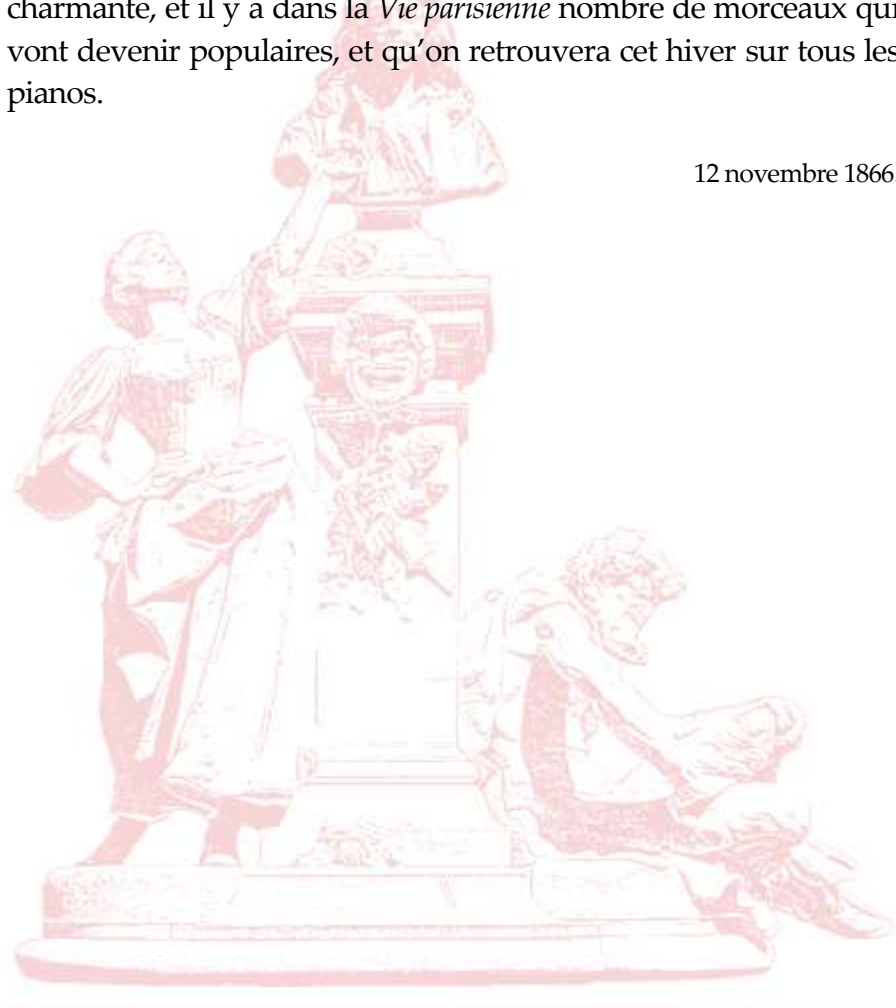 charmante, et il y a dans la Vie parisienne nombre de morceaux qui
vont devenir populaires, et qu’on retrouvera cet hiver sur tous les
pianos.
12 novembre 1866